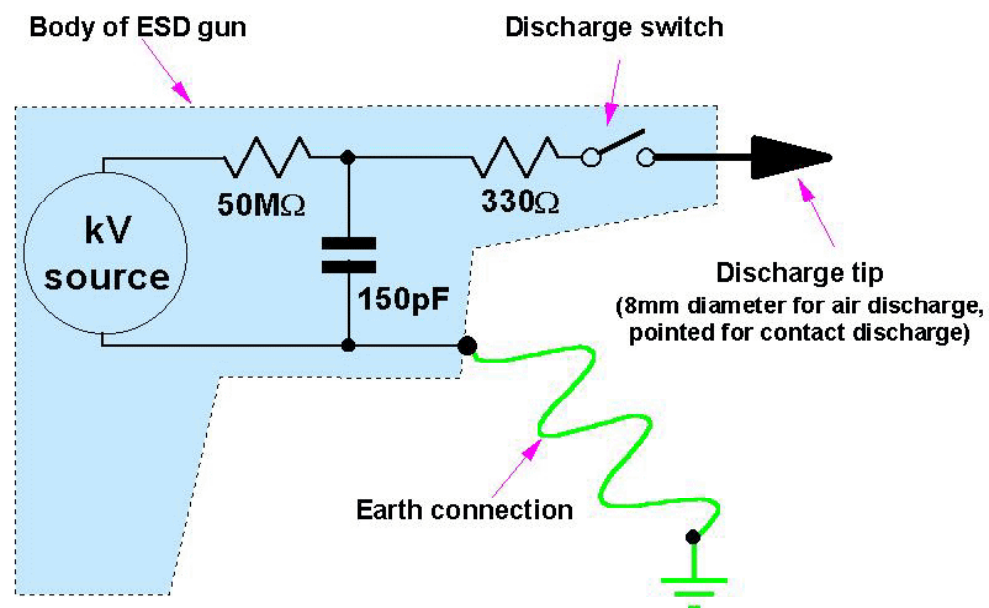 Body of ESD gun
Discharge switch
50MΩ
330Ω
kV
source
150pF
Discharge tip
(8mm diameter for air discharge,
pointed for contact discharge)
Earth connection